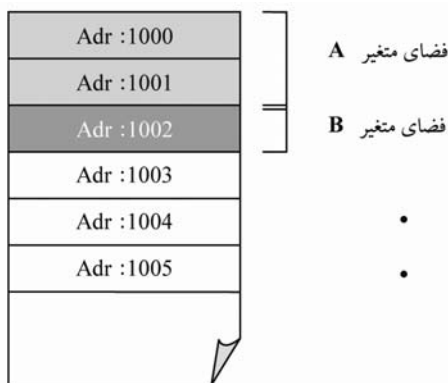 Adr :1000
فضای متغیر A
Adr :1001
Adr :1002
فضای متغیر B
Adr :1003
Adr :1004
Adr :1005